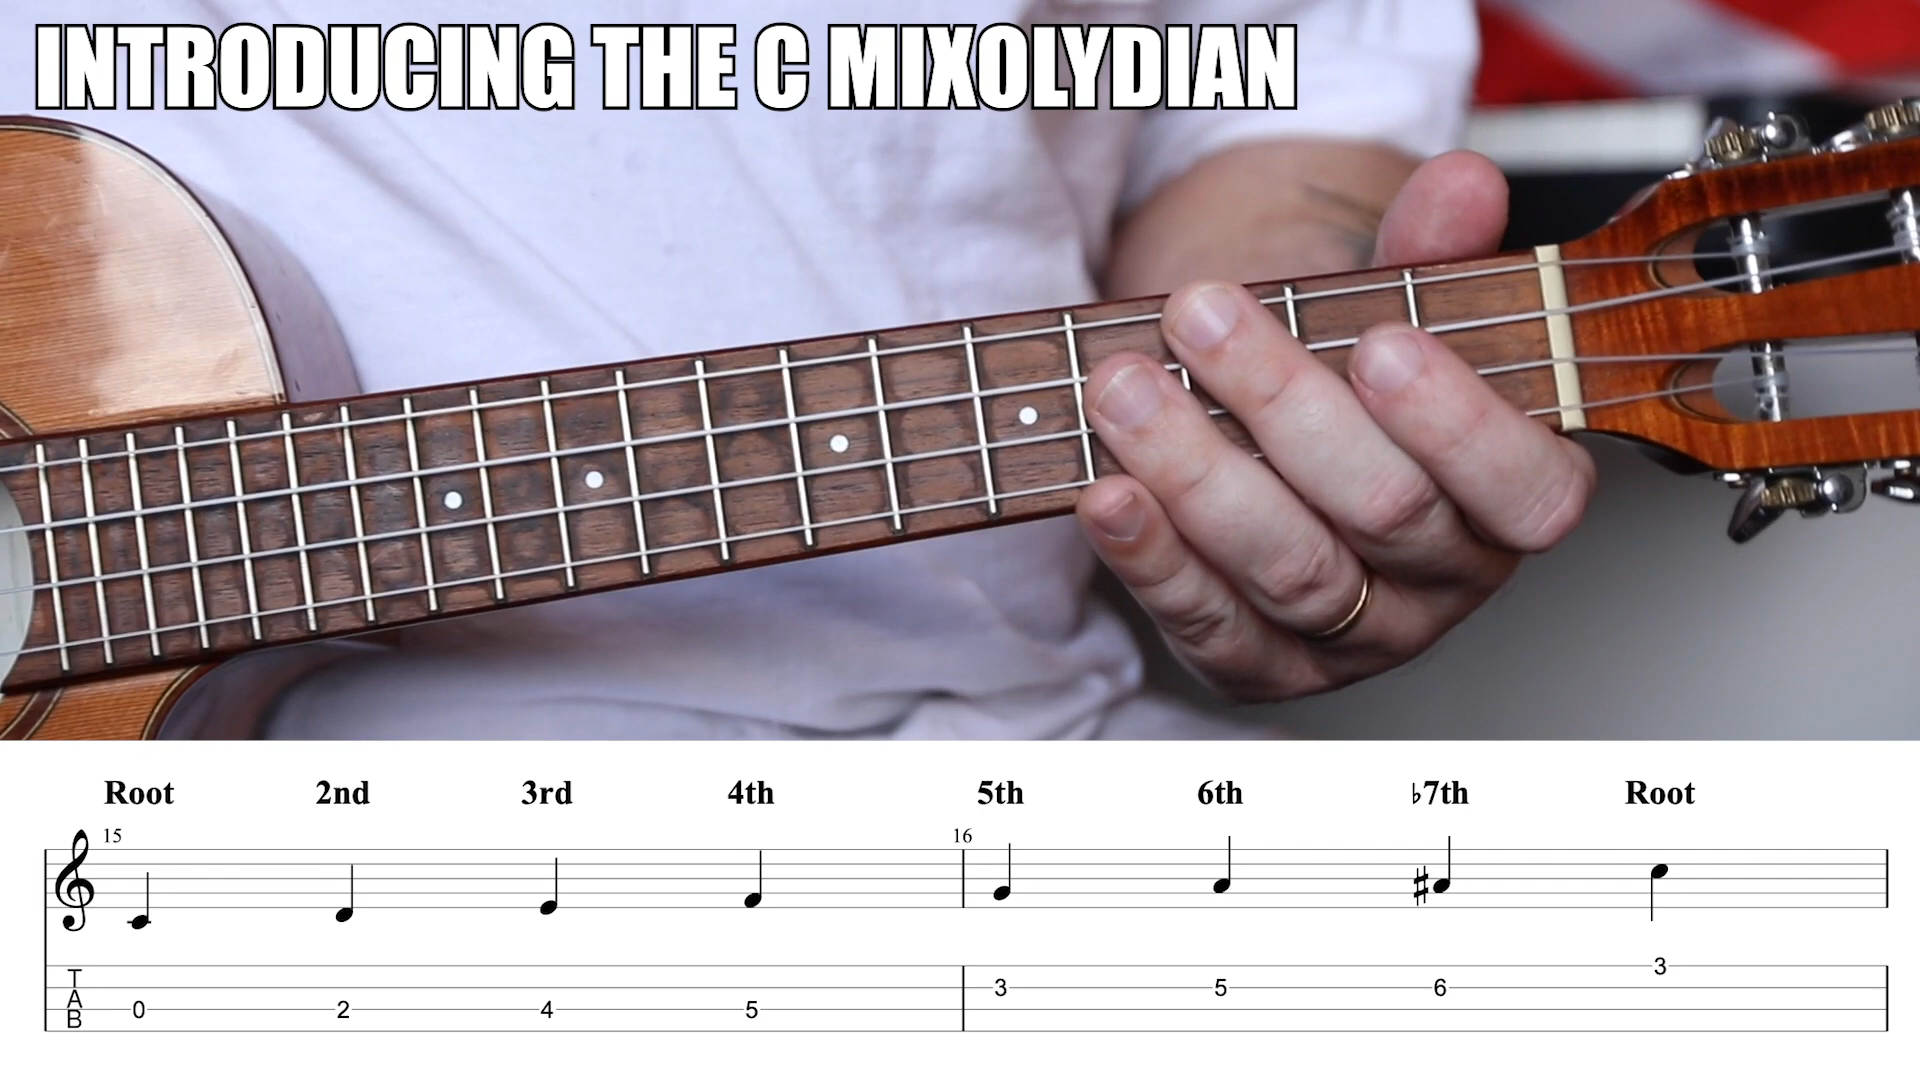 INTRODUCING THE C MIXOLYDIAN
Root 2nd 3rd 4th 5th 6th ♭7th Root
15 16
T
A
B
3
3 5 6
0 2 4 5